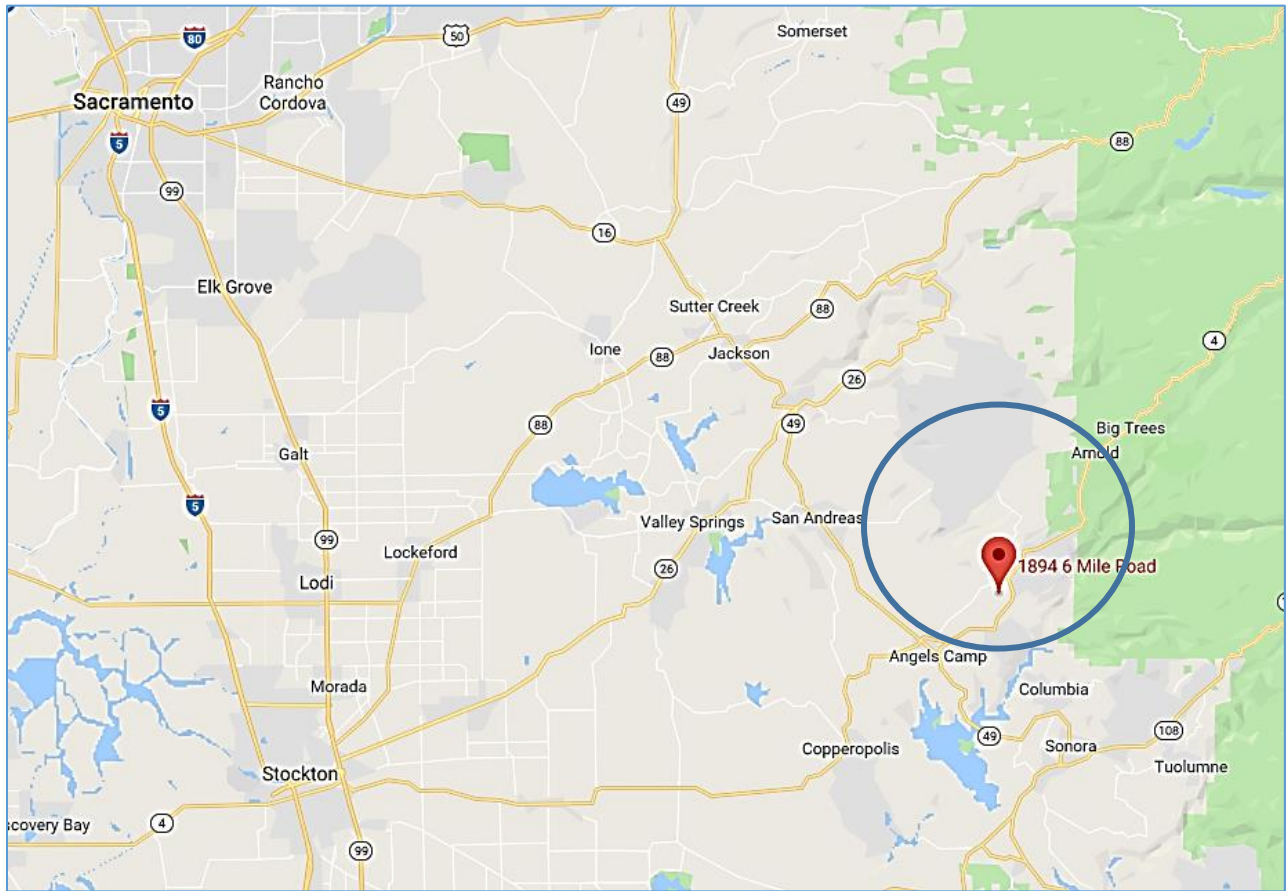 Somerset
80
50
Rancho
Cordova
Sacramento
49
5
88
99
16
Elk Grove
Sutter Creek
88
4
Ione
88
Jackson
26
5
88
49
Big Trees
Arnold
Galt
5
Valley Springs
San Andreas
99
Lockeford
26
1894 6 Mile Road
Lodi
Angels Camp
Morada
Columbia
108
49
Copperopolis
Sonora
Tuolumne
Stockton
scovery Bay
4
99